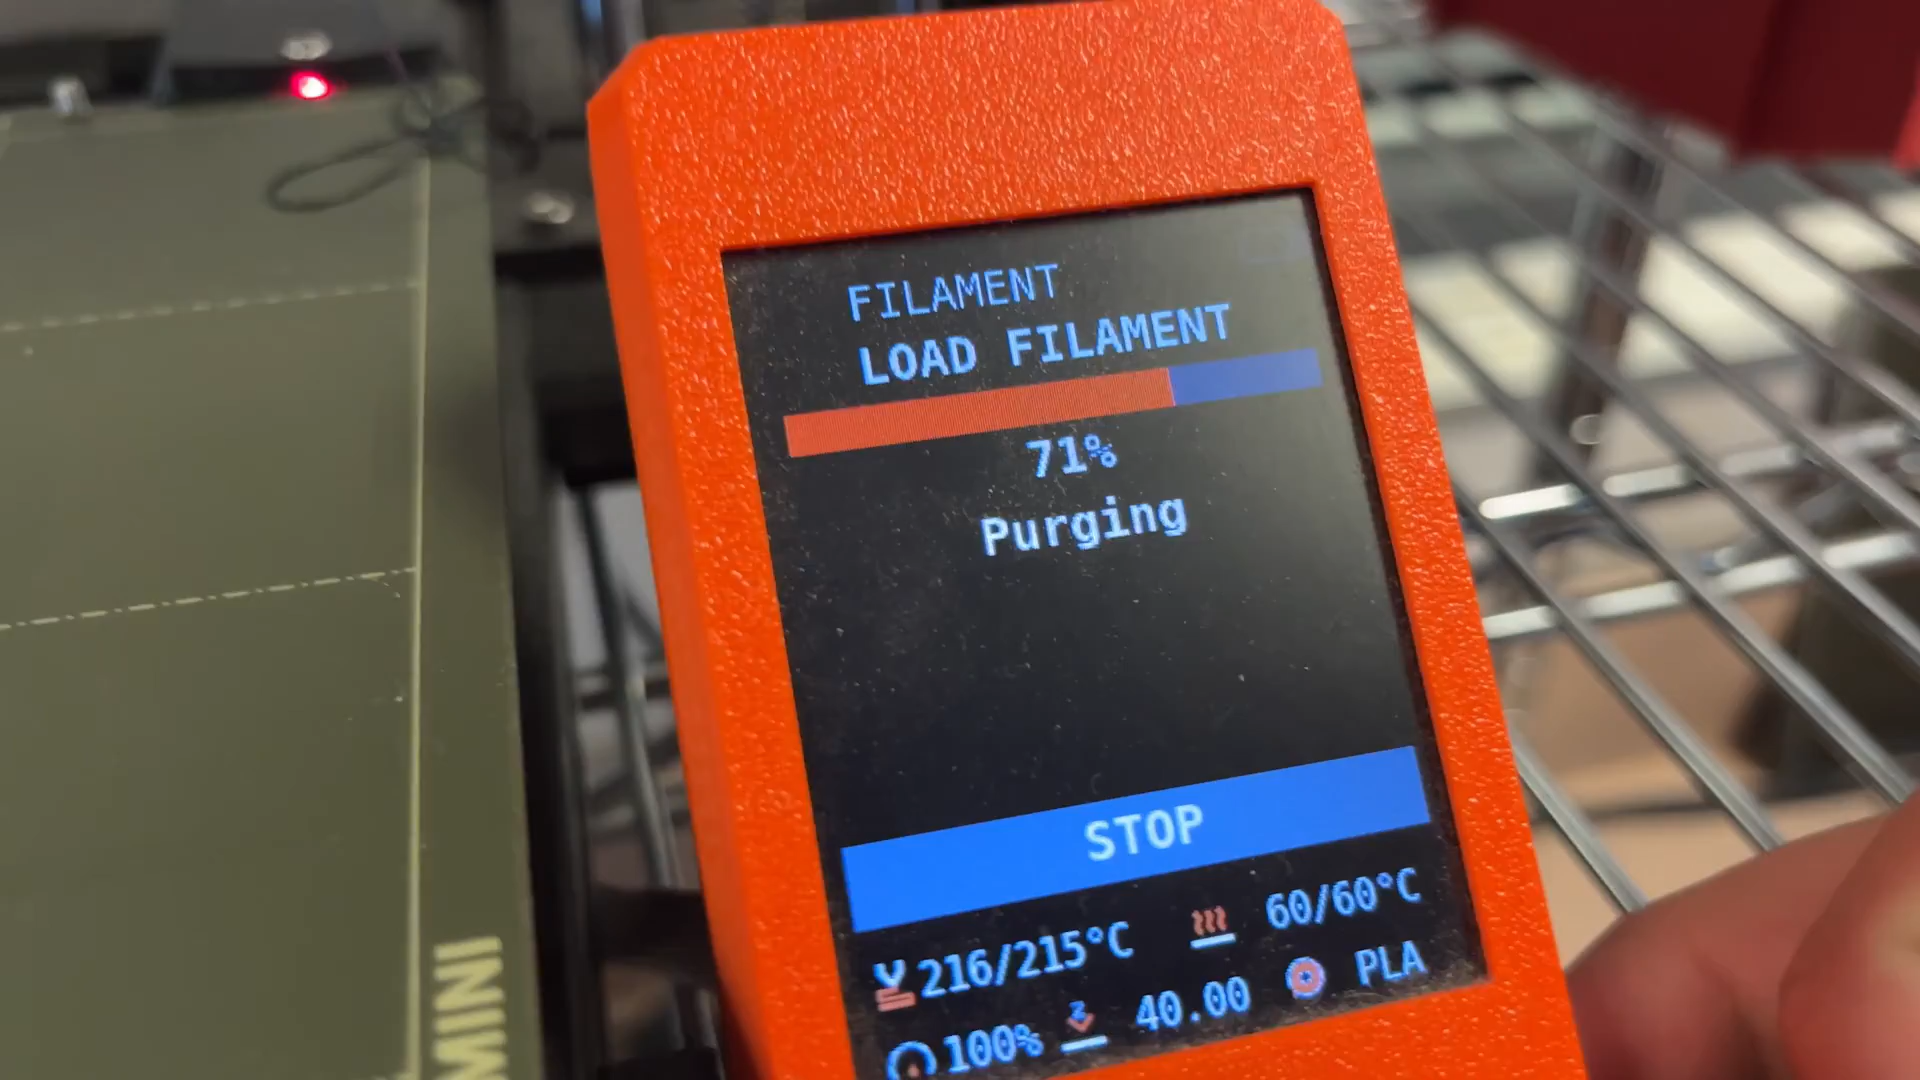 FILAMENT
LOAD FILAMENT
71%
Purging
STOP
216/215°C 60/60°C
100% 40.00 PLA
MINI